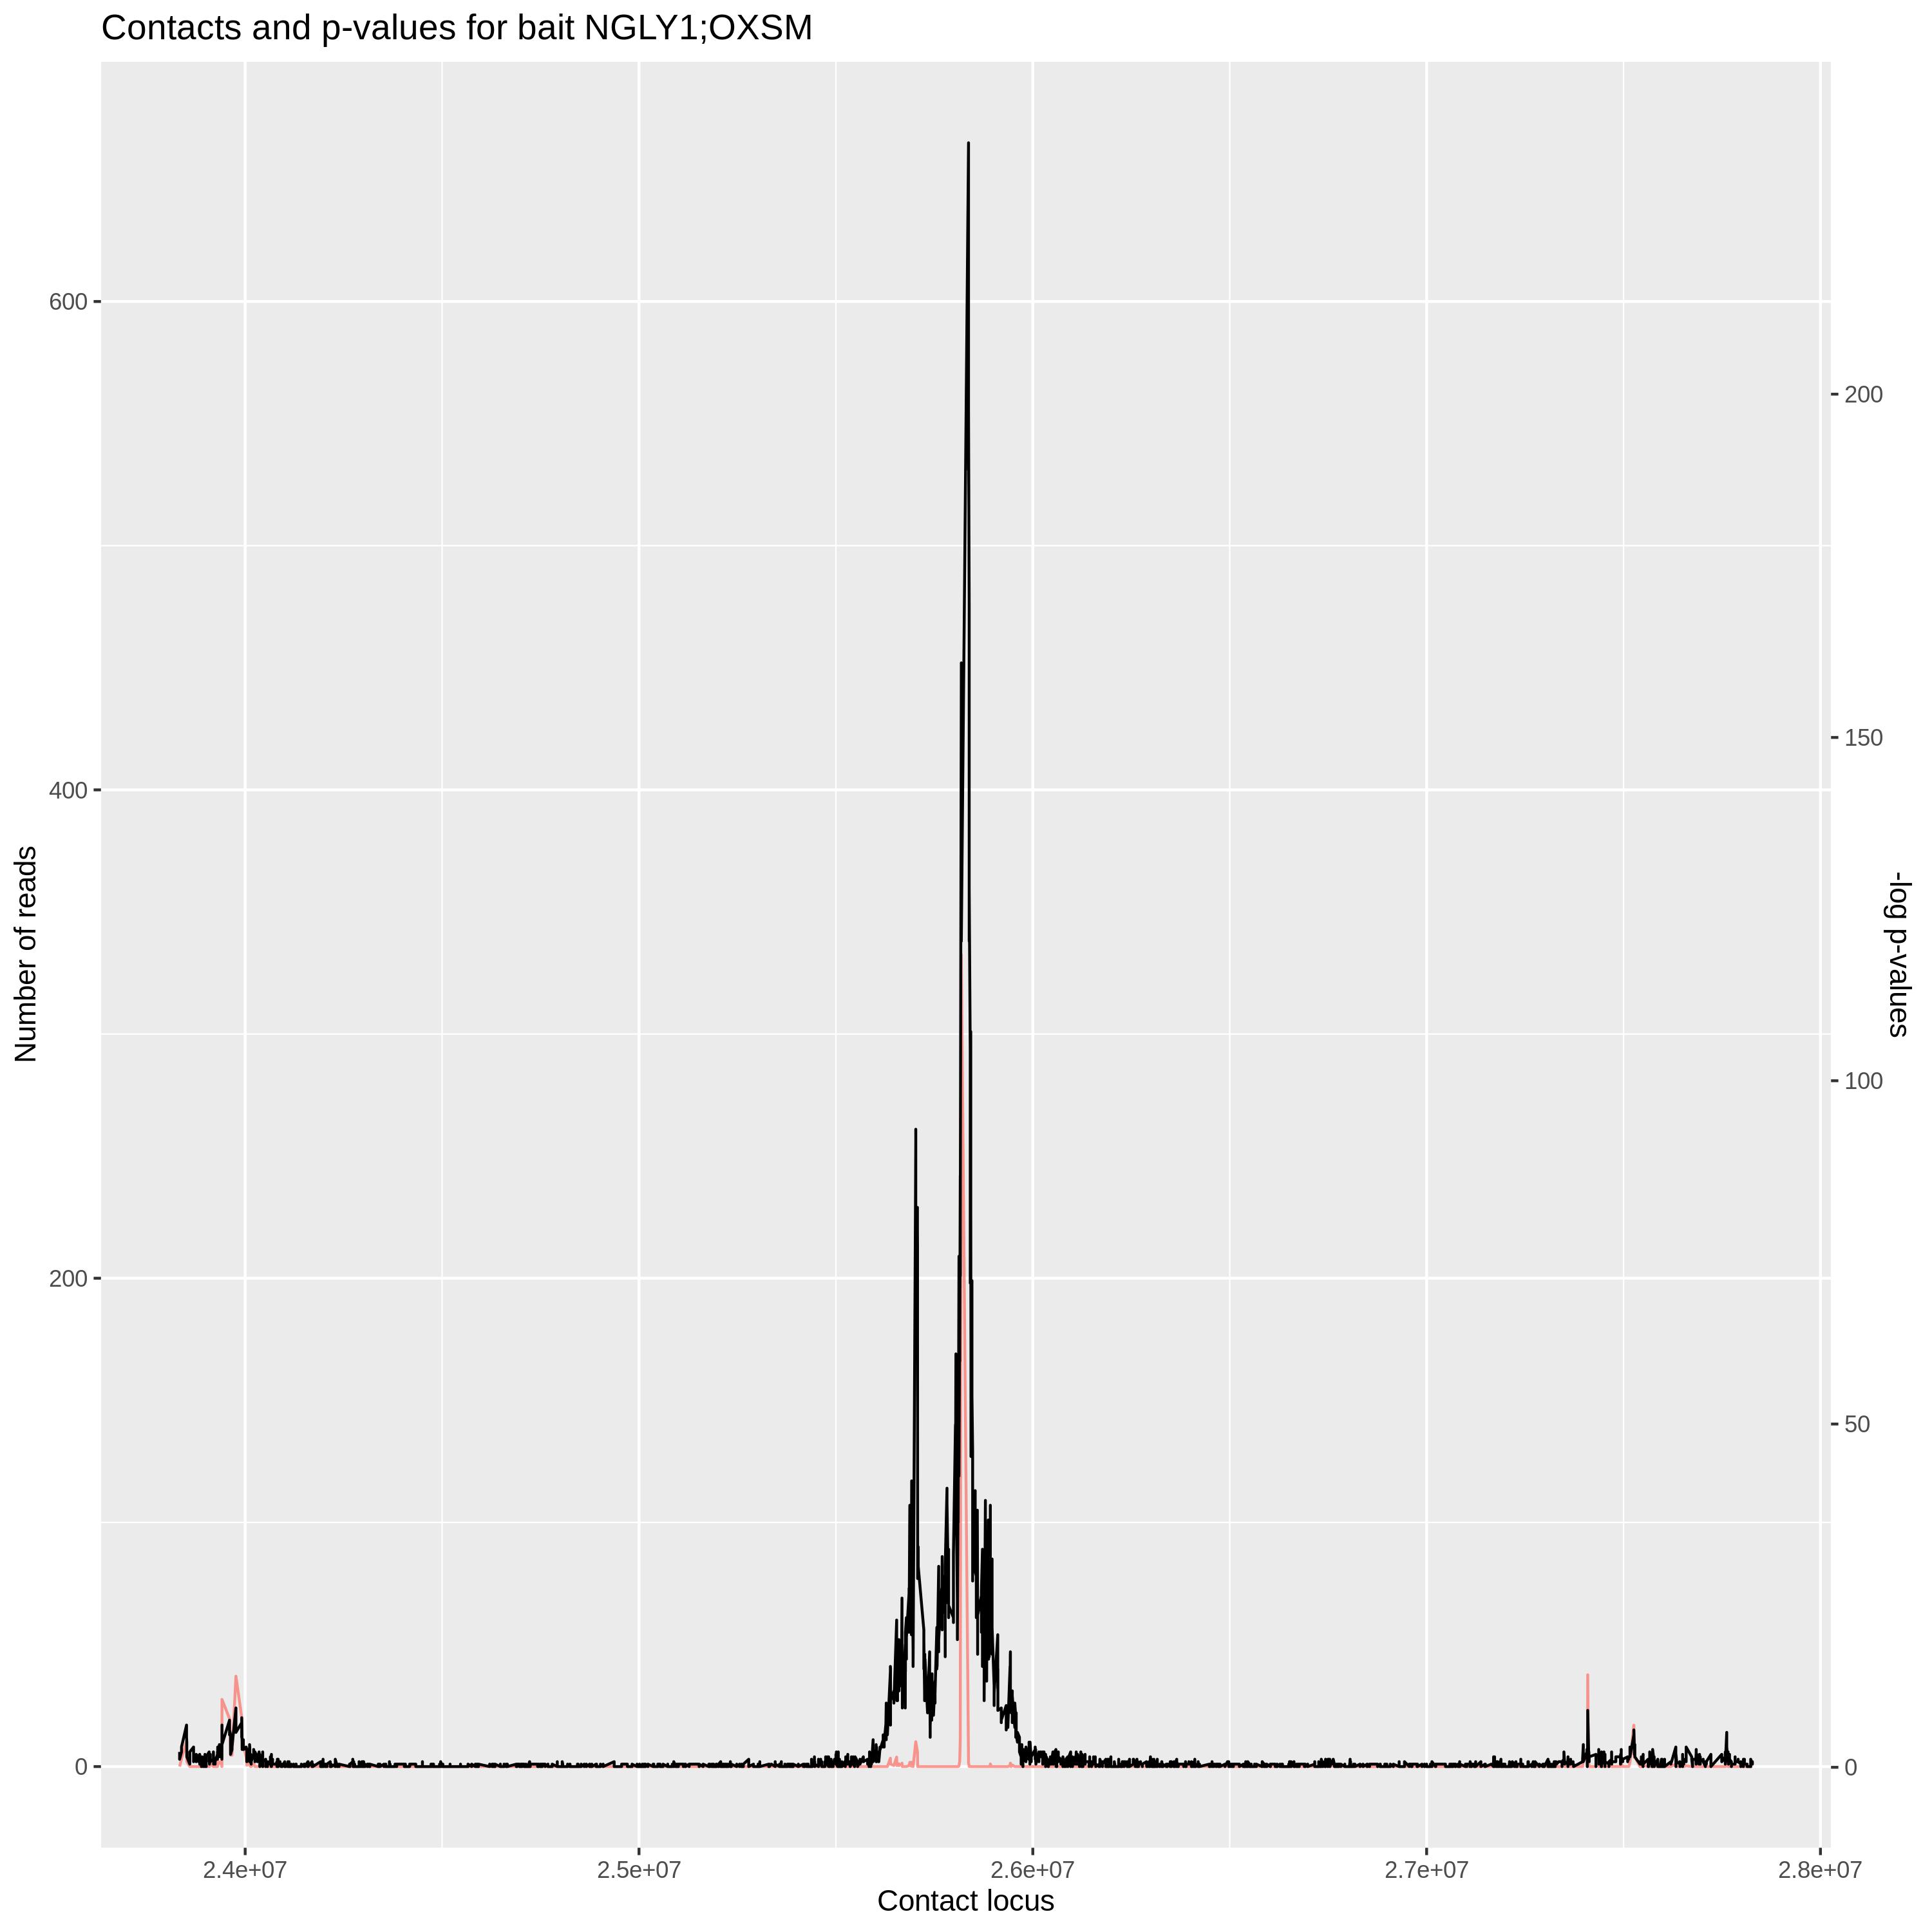 Contacts and p-values for bait NGLY1;OXSM
Number of reads
600
400
200
0
200
150
100
50
0
-log p-values
2.4e+07
2.5e+07
2.6e+07
2.7e+07
2.8e+07
Contact locus